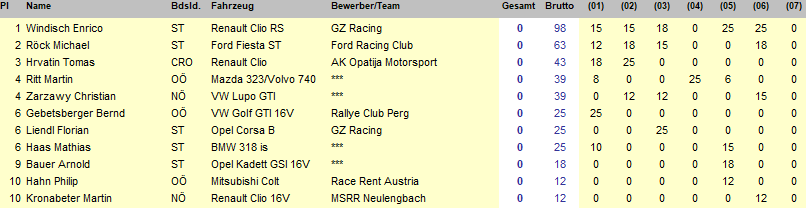 Pl Name Bdsld. Fahrzeug Bewerber/Team Gesamt Brutto (01) (02) (03) (04) (05) (06) (07)
1 Windisch Enrico ST Renault Clio RS GZ Racing 0 98 15 15 18 0 25 25 0
2 Röck Michael ST Ford Fiesta ST Ford Racing Club 0 63 12 18 15 0 0 18 0
3 Hrvatin Tomas CRO Renault Clio AK Opatija Motorsport 0 43 18 25 0 0 0 0 0
4 Ritt Martin OÖ Mazda 323/Volvo 740 *** 0 39 8 0 0 25 6 0 0
4 Zarzawy Christian NÖ VW Lupo GTI *** 0 39 0 12 12 0 0 15 0
6 Gebetsberger Bernd OÖ VW Golf GTI 16V Rallye Club Perg 0 25 25 0 0 0 0 0 0
6 Liendl Florian ST Opel Corsa B GZ Racing 0 25 0 0 25 0 0 0 0
6 Haas Mathias ST BMW 318 is *** 0 25 10 0 0 0 15 0 0
9 Bauer Arnold ST Opel Kadett GSI 16V *** 0 18 0 0 0 0 18 0 0
10 Hahn Philip OÖ Mitsubishi Colt Race Rent Austria 0 12 0 0 0 0 12 0 0
10 Kronabeter Martin NÖ Renault Clio 16V MSRR Neulengbach 0 12 0 0 0 0 0 12 0